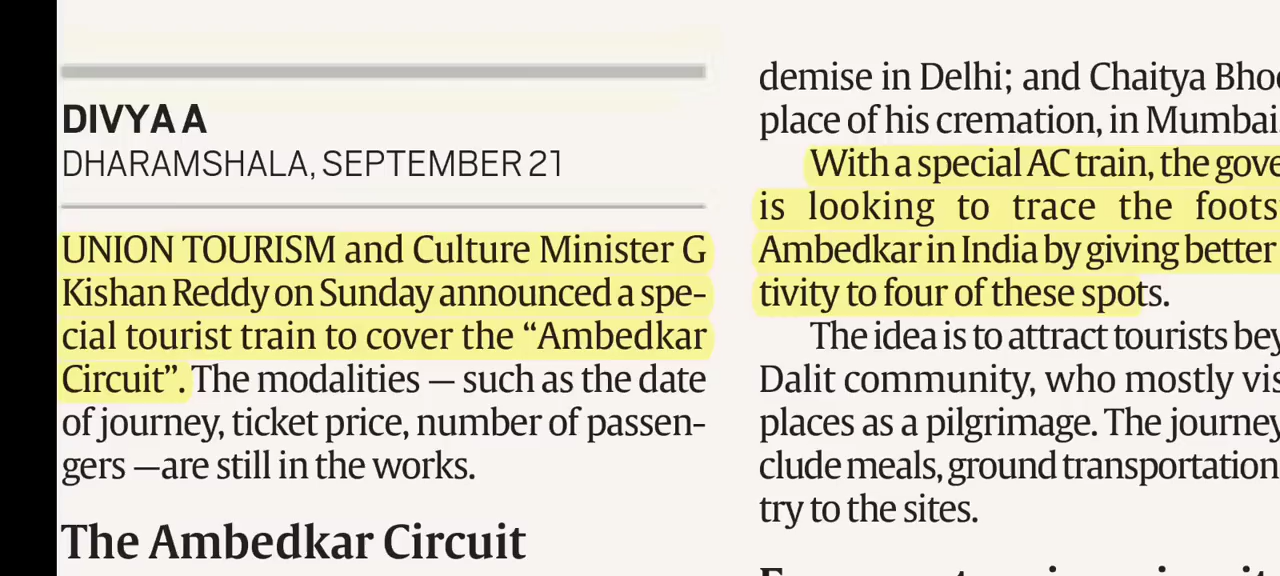 DIVYA A
DHARAMSHALA, SEPTEMBER 21
UNION TOURISM and Culture Minister G
Kishan Reddy on Sunday announced a spe-
cial tourist train to cover the “Ambedkar
Circuit”. The modalities — such as the date
of journey, ticket price, number of passen-
gers —are still in the works.
The Ambedkar Circuit
demise in Delhi; and Chaitya
place of his cremation, in Mumbai
With a special AC train, the
is looking to trace the
Ambedkar in India by giving better
tivity to four of these spots.
The idea is to attract tourists
Dalit community, who mostly
places as a pilgrimage. The journey
clude meals, ground transportation
try to the sites.